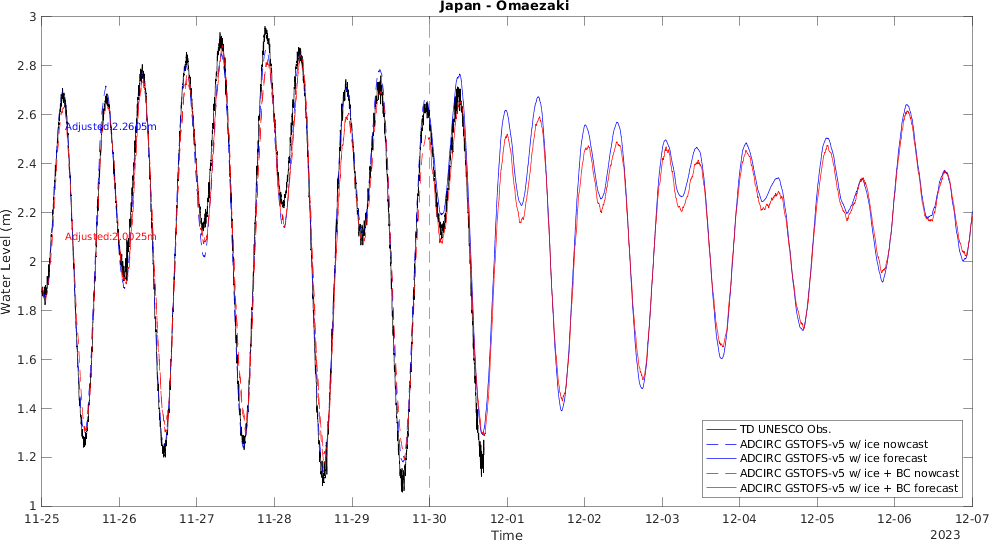 Japan - Omaezaki
3
2.8
2.6
2.4
2.2
2
1.8
1.6
1.4
1.2
1
Water Level (m)
Adjusted:2.2605m
Adjusted:2.0025m
TD UNESCO Obs.
ADCIRC GSTOFS-v5 w/ ice nowcast
ADCIRC GSTOFS-v5 w/ ice forecast
ADCIRC GSTOFS-v5 w/ ice + BC nowcast
ADCIRC GSTOFS-v5 w/ ice + BC forecast
11-25 11-26 11-27 11-28 11-29 11-30 12-01 12-02 12-03 12-04 12-05 12-06 12-07
Time
2023